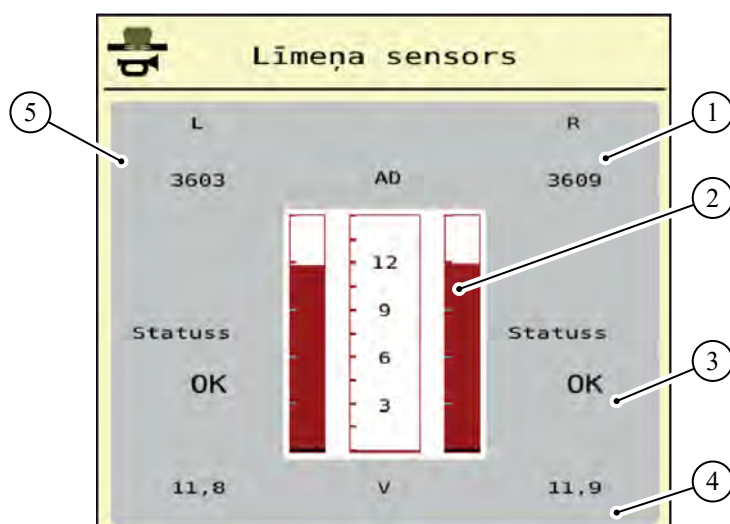 Līmeņa sensors
5
L
R
1
3603
AD
3609
2
12
9
Statuss
Statuss
6
OK
OK
3
3
11,8
V
11,9
4